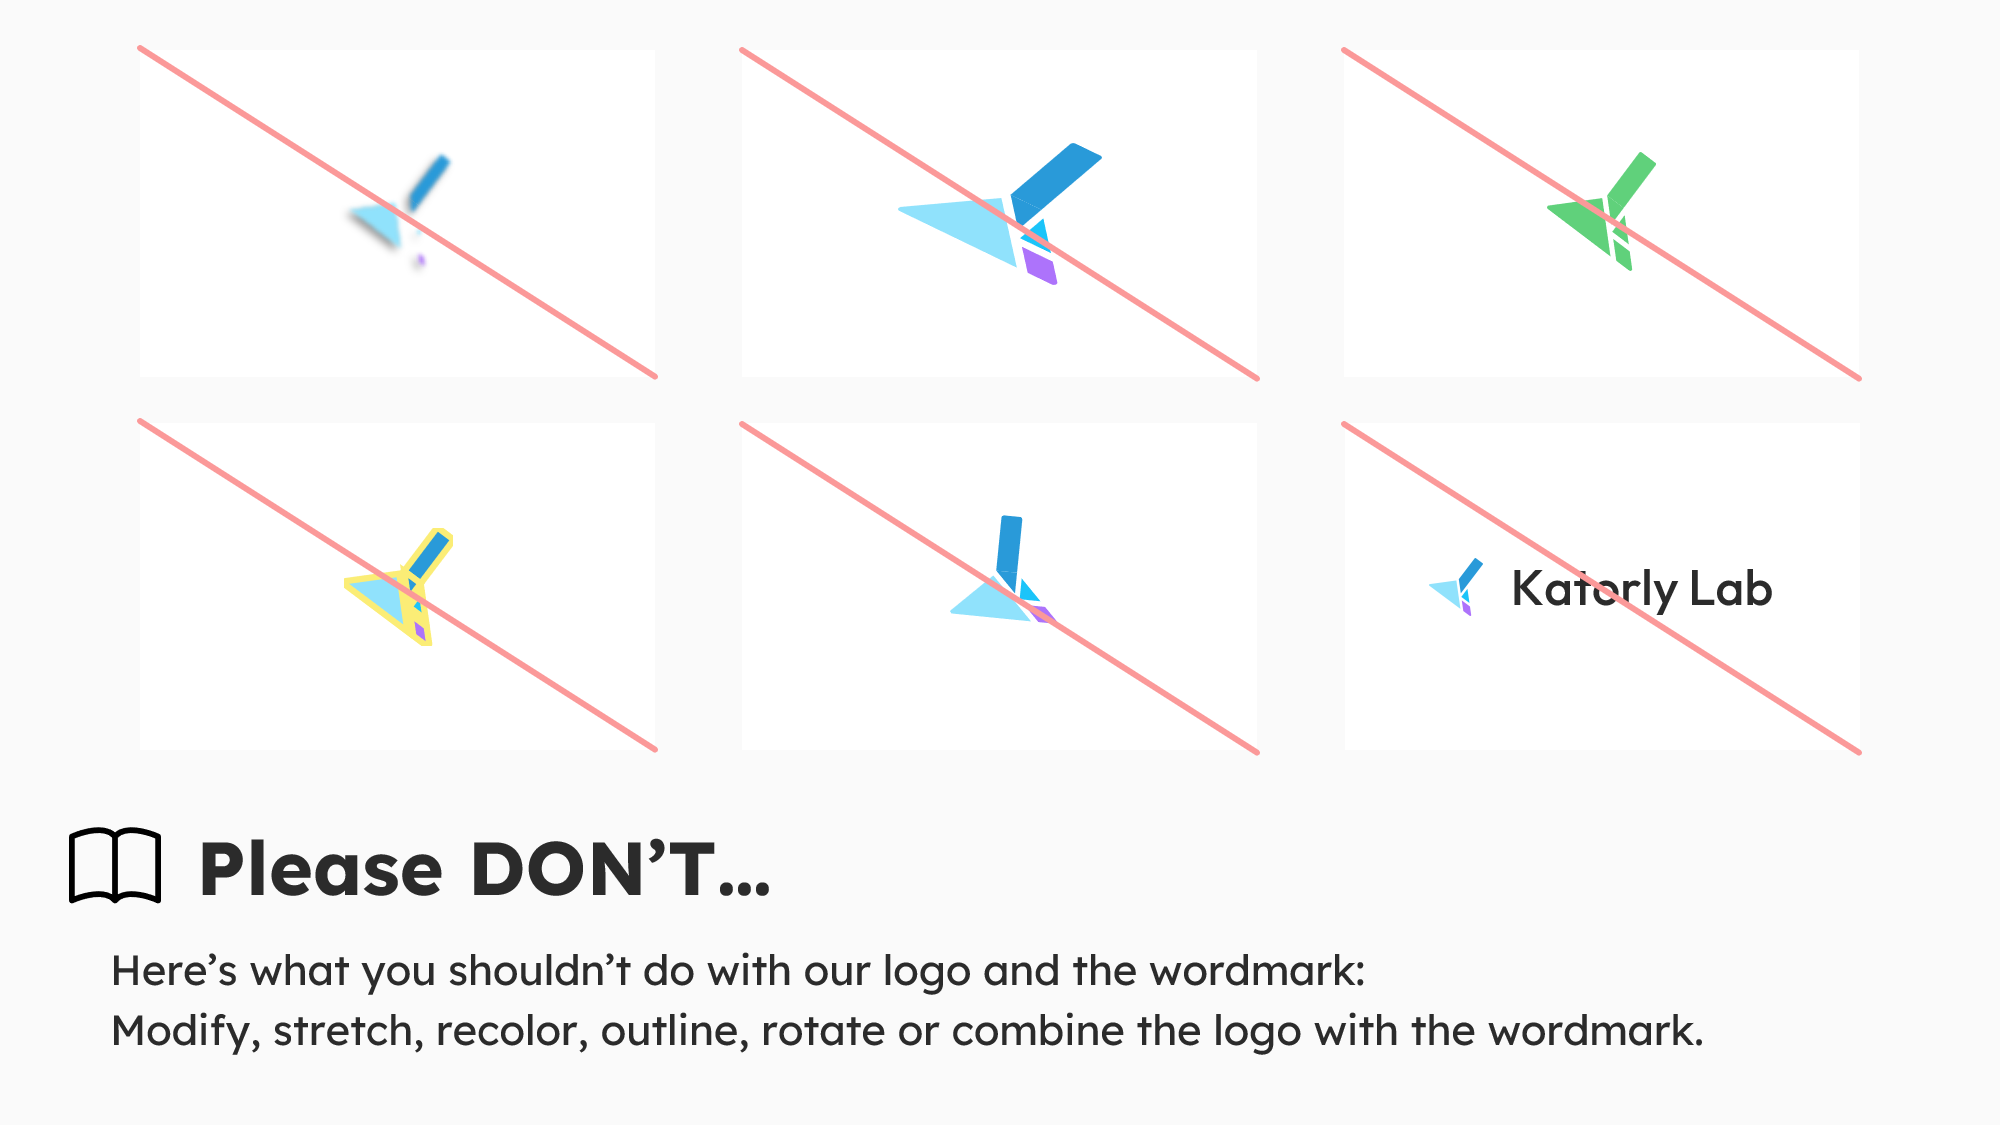 Katorly Lab
Please DON’T...
Here’s what you shouldn’t do with our logo and the wordmark:
Modify, stretch, recolor, outline, rotate or combine the logo with the wordmark.